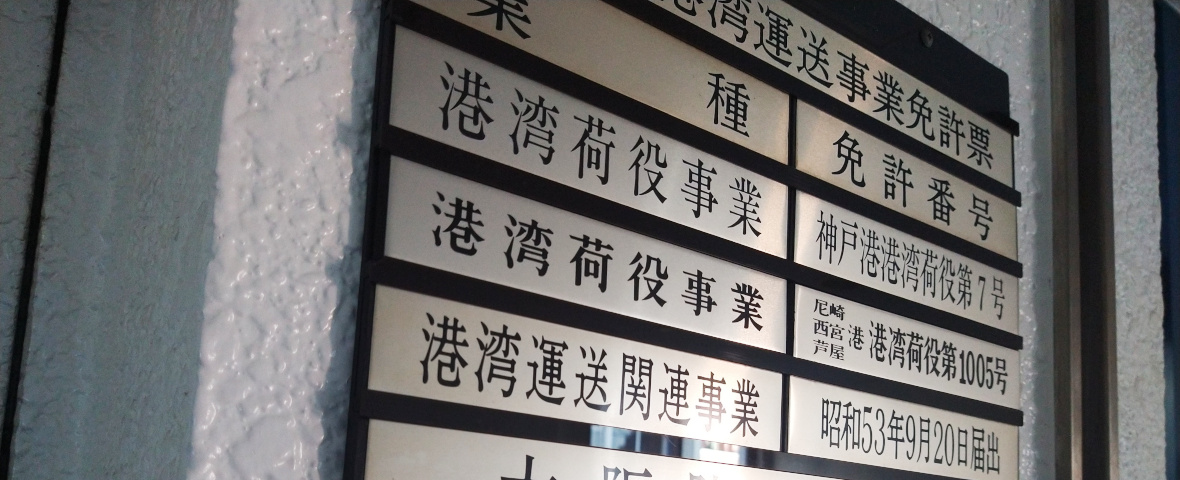 港湾運送事業免許票
業種
免許番号
港湾荷役事業
神戸港港湾荷役第7号
港湾荷役事業
尼崎
西宮
芦屋
港 港湾荷役第1005号
港湾運送関連事業
昭和53年9月20日届出